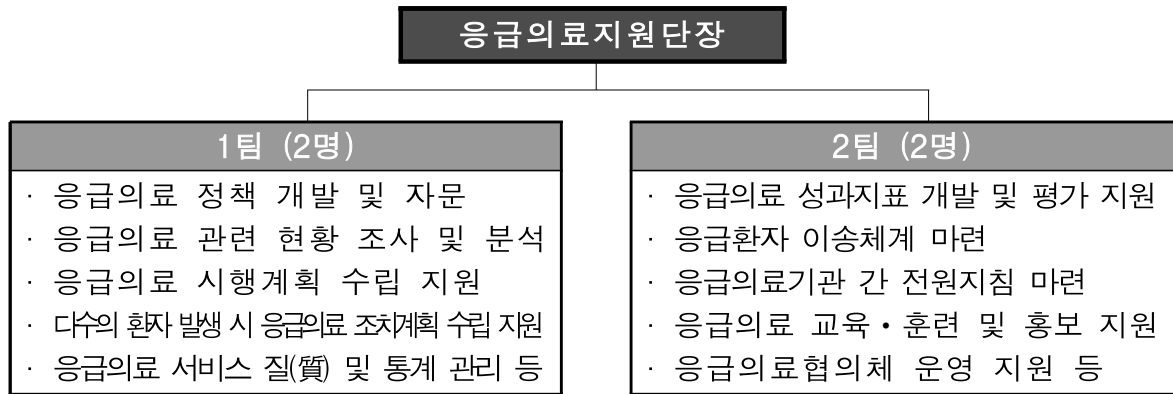 응급의료지원단장
1팀 (2명)
· 응급의료 정책 개발 및 자문
· 응급의료 관련 현황 조사 및 분석
· 응급의료 시행계획 수립 지원
· 다수의 환자 발생 시 응급의료 조치계획 수립 지원
· 응급의료 서비스 질(質) 및 통계 관리 등
2팀 (2명)
· 응급의료 성과지표 개발 및 평가 지원
· 응급환자 이송체계 마련
· 응급의료기관 간 전원지침 마련
· 응급의료 교육・훈련 및 홍보 지원
· 응급의료협의체 운영 지원 등